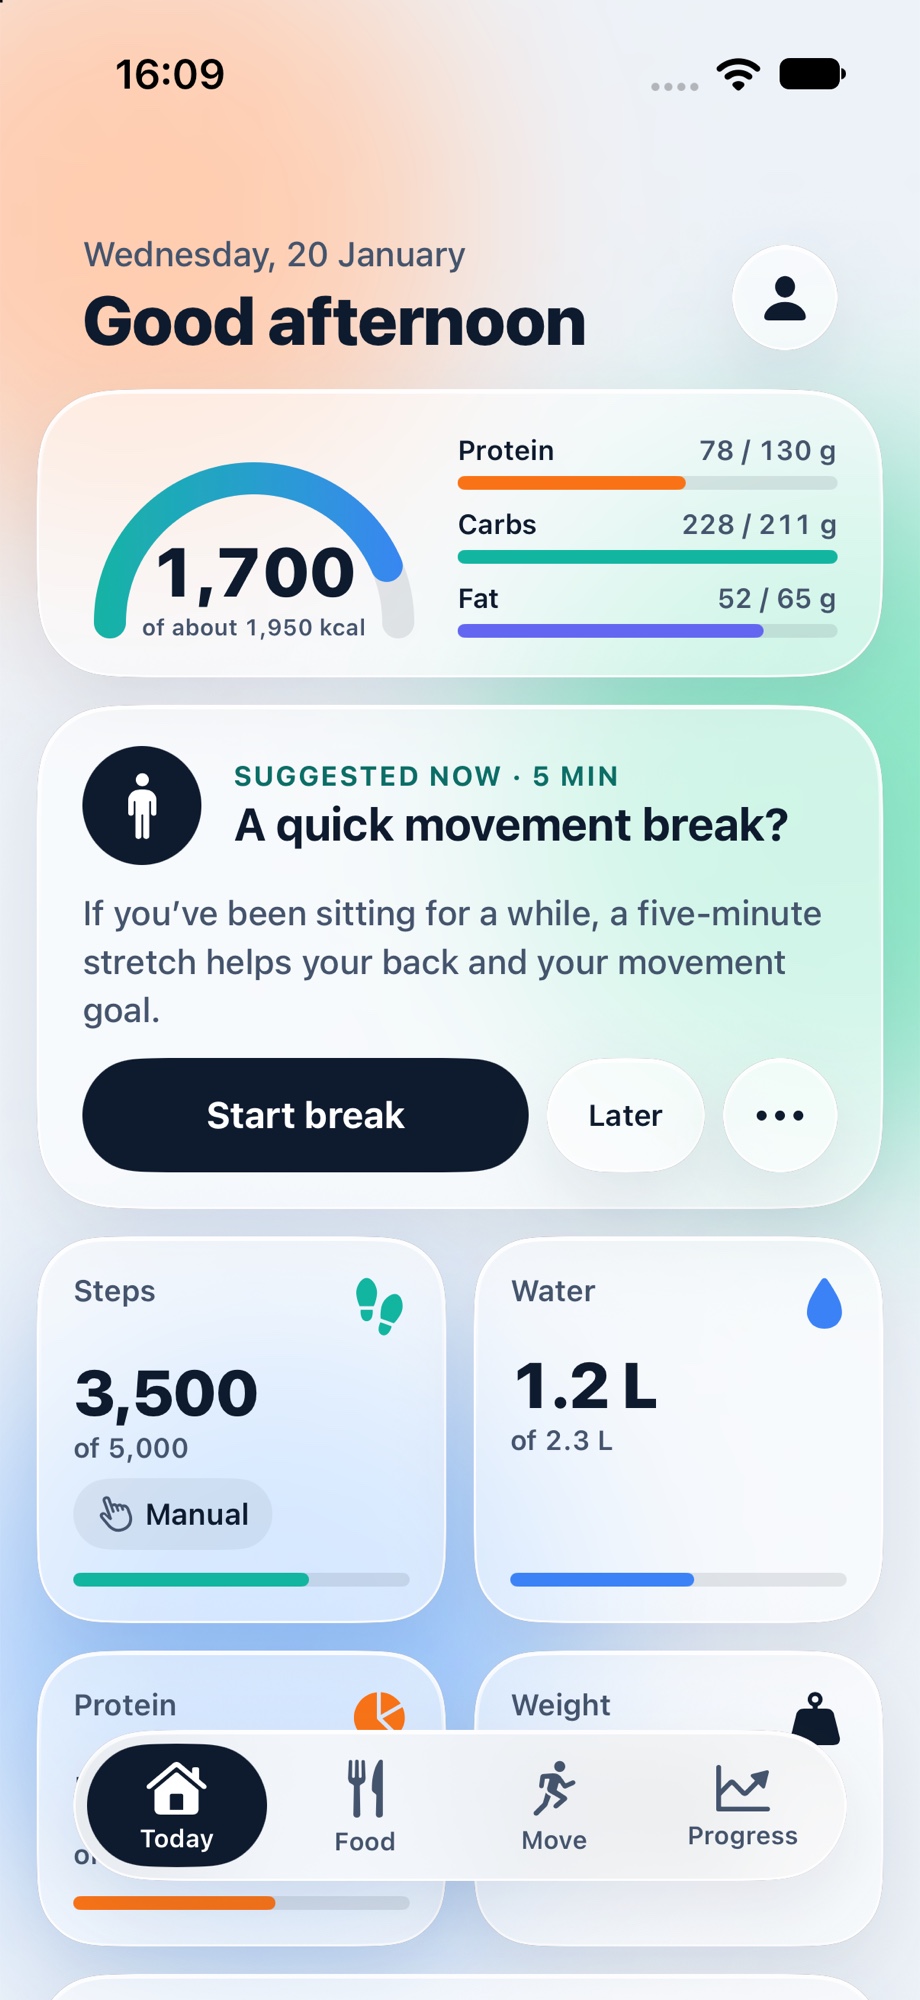 16:09
Wednesday, 20 January
Good afternoon
1,700
of about 1,950 kcal
Protein 78 / 130 g
Carbs 228 / 211 g
Fat 52 / 65 g
SUGGESTED NOW · 5 MIN
A quick movement break?
If you’ve been sitting for a while, a five-minute
stretch helps your back and your movement
goal.
Start break
Later
Steps
3,500
of 5,000
Manual
Water
1.2 L
of 2.3 L
Protein
Weight
Today
Food
Move
Progress